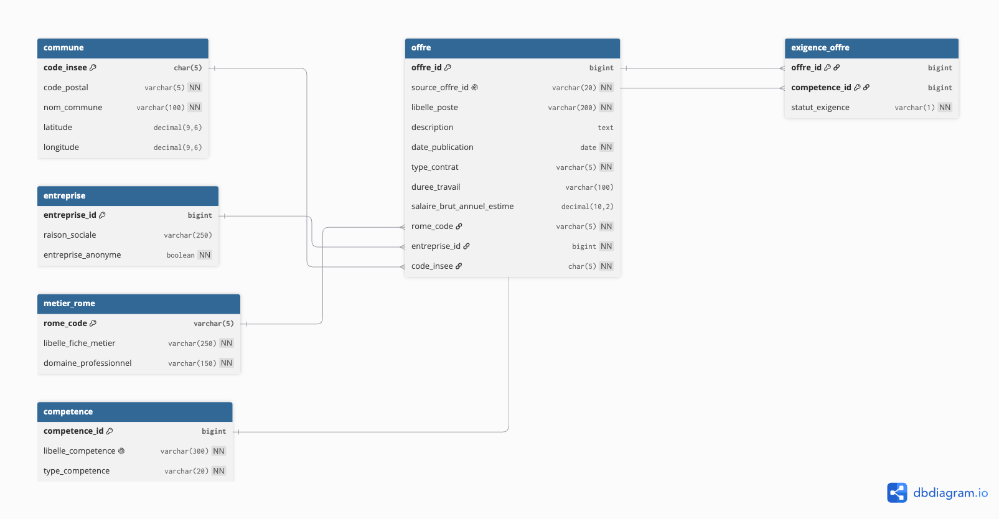 commune
code_insee char(5)
code_postal varchar(5) NN
nom_commune varchar(100) NN
latitude decimal(9,6)
longitude decimal(9,6)
entreprise
entreprise_id bigint
raison_sociale varchar(250)
entreprise_anonyme boolean NN
metier_rome
rome_code varchar(5)
libelle_fiche_metier varchar(250) NN
domaine_professionnel varchar(150) NN
competence
competence_id bigint
libelle_competence varchar(300) NN
type_competence varchar(20) NN
offre
offre_id bigint
source_offre_id varchar(20) NN
libelle_poste varchar(200) NN
description text
date_publication date NN
type_contrat varchar(5) NN
duree_travail varchar(100)
salaire_brut_annuel_estime decimal(10,2)
rome_code varchar(5) NN
entreprise_id bigint NN
code_insee char(5) NN
exigence_offre
offre_id bigint
competence_id bigint
statut_exigence varchar(1) NN
dbdiagram.io